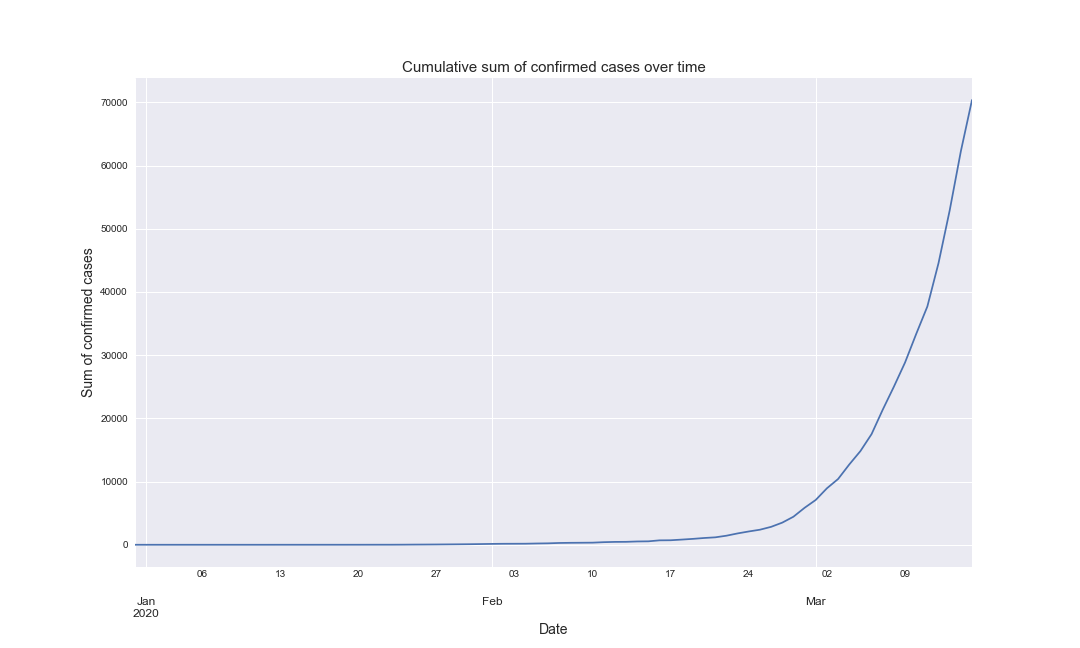 Cumulative sum of confirmed cases over time
70000
60000
50000
40000
30000
20000
10000
0
Sum of confirmed cases
06 13 20 27 03 10 17 24 02 09
Jan Feb Mar
2020
Date